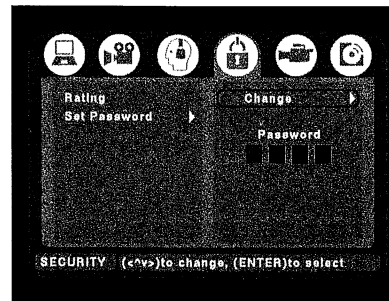 Rating
Set Password
Change
Password
SECURITY (<^v>)to change, (ENTER)to select